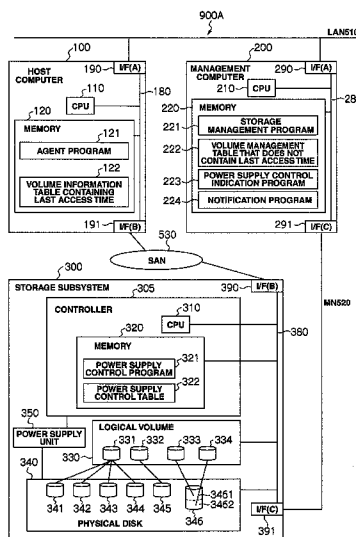 900A
LAN510
100
200
HOST
COMPUTER
190
I/F(A)
110
CPU
180
120
MEMORY
121
AGENT PROGRAM
122
VOLUME INFORMATION
TABLE CONTAINING
LAST ACCESS TIME
191
I/F(B)
MANAGEMENT
COMPUTER
290
I/F(A)
210
CPU
220
MEMORY
221
STORAGE
MANAGEMENT PROGRAM
222
VOLUME MANAGEMENT
TABLE THAT DOES NOT
CONTAIN LAST ACCESS TIME
223
POWER SUPPLY CONTROL
INDICATION PROGRAM
224
NOTIFICATION PROGRAM
291
I/F(C)
530
SAN
MN520
300
STORAGE SUBSYSTEM
390
I/F(B)
305
CONTROLLER
310
CPU
380
320
MEMORY
321
POWER SUPPLY
CONTROL PROGRAM
322
POWER SUPPLY
CONTROL TABLE
350
POWER SUPPLY
UNIT
LOGICAL VOLUME
331
332
333
334
330
340
341
342
343
344
345
3461
3462
346
PHYSICAL DISK
I/F(C)
391